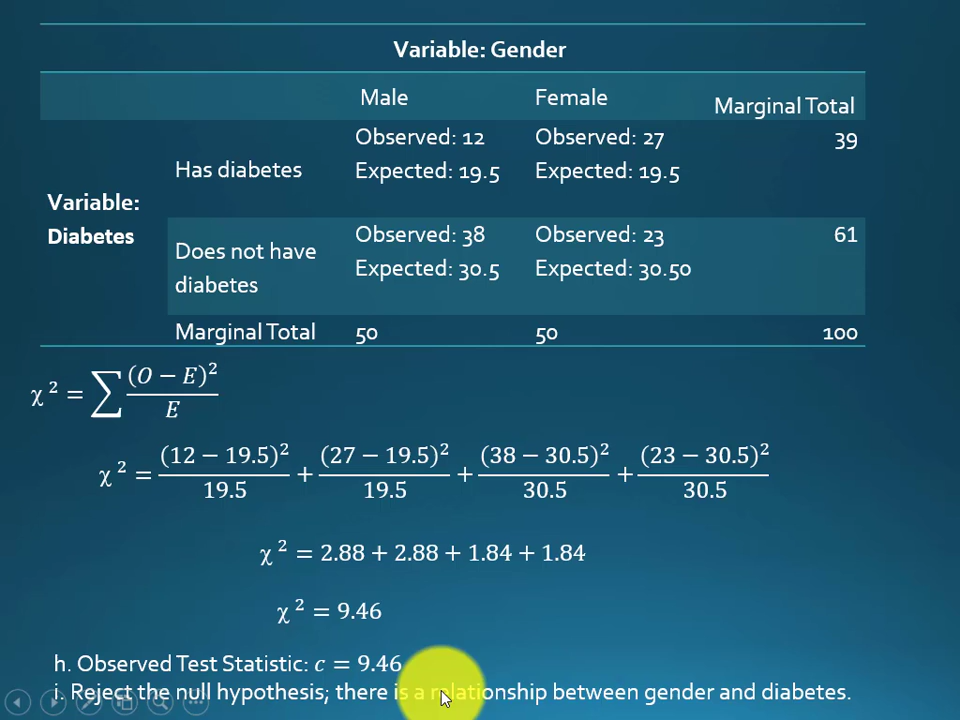 Variable: Gender
Male Female Marginal Total
Variable: Diabetes
Has diabetes
Observed: 12 Observed: 27 39
Expected: 19.5 Expected: 19.5
Does not have diabetes
Observed: 38 Observed: 23 61
Expected: 30.5 Expected: 30.50
Marginal Total 50 50 100
χ² = ∑ (O − E)² / E
χ² = (12 − 19.5)² / 19.5 + (27 − 19.5)² / 19.5 + (38 − 30.5)² / 30.5 + (23 − 30.5)² / 30.5
χ² = 2.88 + 2.88 + 1.84 + 1.84
χ² = 9.46
h. Observed Test Statistic: c = 9.46
i. Reject the null hypothesis; there is a relationship between gender and diabetes.